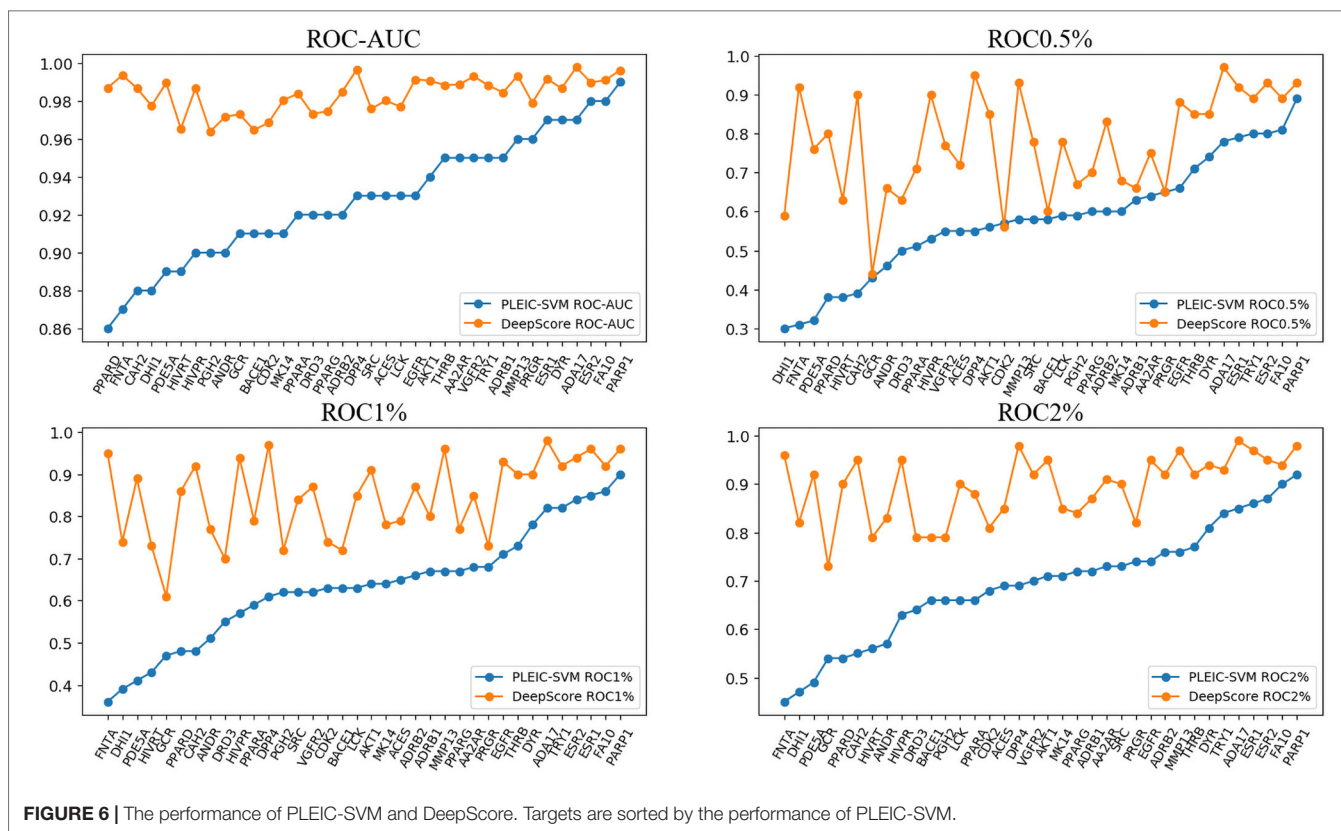 ROC-AUC
1.00
0.98
0.96
0.94
0.92
0.90
0.88
0.86
PLEIC-SVM ROC-AUC
DeepScore ROC-AUC
PPARD
FNTA
CAH2
DHI1
PDE5A
HIVRT
HIVPR
PGH2
ANDR
GCR
BACE1
CDK2
MK14
PPARA
DRD3
PPARG
ADRB2
DPP4
SRC
ACES
LCK
EGFR
AKT1
THRB
AA2AR
VGFR2
TRY1
ADRB1
MMP13
PRGR
ESR1
DYR
ADA17
ESR2
FA10
PARP1
ROC0.5%
1.0
0.9
0.8
0.7
0.6
0.5
0.4
0.3
PLEIC-SVM ROC0.5%
DeepScore ROC0.5%
DHI1
FNTA
PDE5A
PPARD
HIVRT
CAH2
GCR
ANDR
DRD3
PPARA
HIVPR
VGFR2
ACES
DPP4
AKT1
CDK2
MMP13
SRC
BACE1
LCK
PGH2
PPARG
ADRB2
MK14
ADRB1
AA2AR
PRGR
EGFR
THRB
DYR
ADA17
ESR1
TRY1
ESR2
FA10
PARP1
ROC1%
1.0
0.9
0.8
0.7
0.6
0.5
0.4
PLEIC-SVM ROC1%
DeepScore ROC1%
FNTA
DHI1
PDE5A
HIVRT
GCR
PPARD
CAH2
ANDR
DRD3
HIVPR
PPARA
DPP4
PGH2
SRC
VGFR2
CDK2
BACE1
LCK
AKT1
MK14
ACES
ADRB2
ADRB1
MMP13
PPARG
AA2AR
PRGR
EGFR
THRB
DYR
ADA17
TRY1
ESR2
ESR1
FA10
PARP1
ROC2%
1.0
0.9
0.8
0.7
0.6
0.5
PLEIC-SVM ROC2%
DeepScore ROC2%
FNTA
DHI1
PDE5A
GCR
PPARD
CAH2
HIVRT
ANDR
HIVPR
DRD3
BACE1
PGH2
LCK
PPARA
CDK2
ACES
DPP4
VGFR2
AKT1
MK14
PPARG
ADRB1
AA2AR
SRC
PRGR
EGFR
ADRB2
MMP13
THRB
DYR
TRY1
ADA17
ESR1
ESR2
FA10
PARP1
FIGURE 6 | The performance of PLEIC-SVM and DeepScore. Targets are sorted by the performance of PLEIC-SVM.